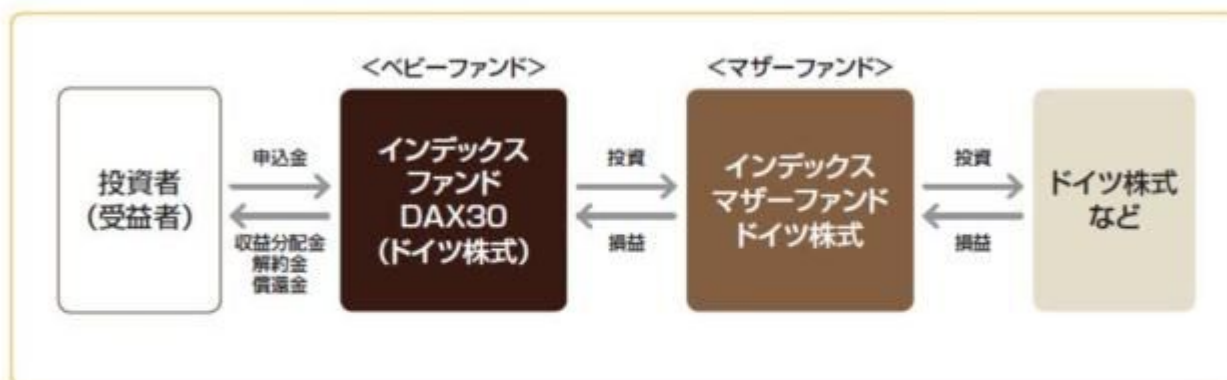 <ベビーファンド>
<マザーファンド>
投資者
(受益者)
申込金
収益分配金
解約金
償還金
インデックス
ファンド
DAX30
(ドイツ株式)
投資
損益
インデックス
マザーファンド
ドイツ株式
投資
損益
ドイツ株式
など